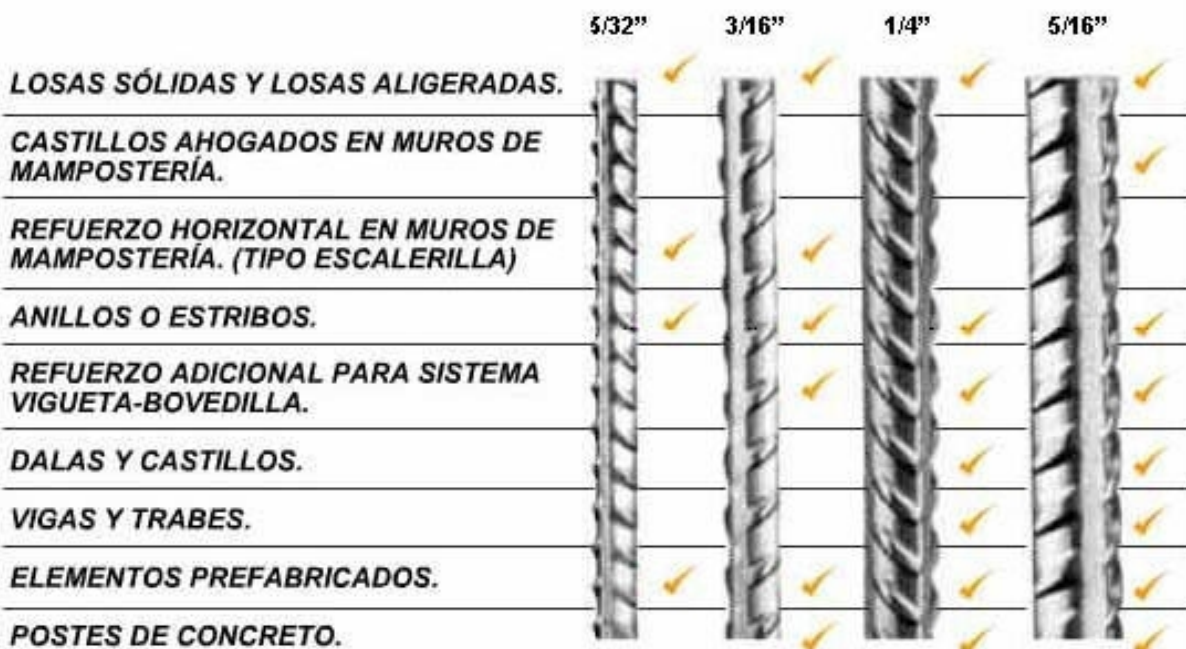 5/32” 3/16” 1/4” 5/16”
LOSAS SÓLIDAS Y LOSAS ALIGERADAS.
CASTILLOS AHOGADOS EN MUROS DE
MAMPOSTERÍA.
REFUERZO HORIZONTAL EN MUROS DE
MAMPOSTERÍA. (TIPO ESCALERILLA)
ANILLOS O ESTRIBOS.
REFUERZO ADICIONAL PARA SISTEMA
VIGUETA-BOVEDILLA.
DALAS Y CASTILLOS.
VIGAS Y TRABES.
ELEMENTOS PREFABRICADOS.
POSTES DE CONCRETO.